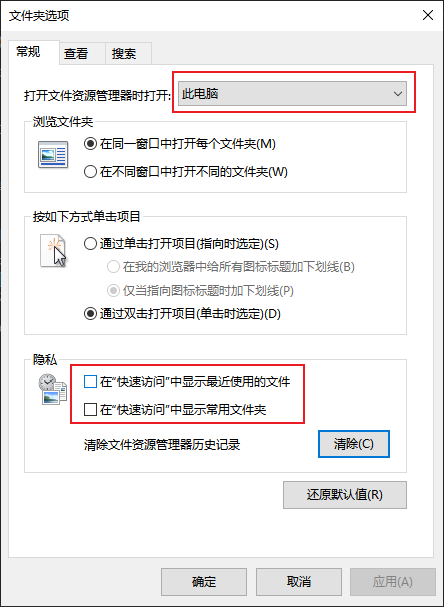 文件夹选项
常规 查看 搜索
打开文件资源管理器时打开: 此电脑
浏览文件夹
在同一窗口中打开每个文件夹(M)
在不同窗口中打开不同的文件夹(W)
按如下方式单击项目
通过单击打开项目(指向时选定)(S)
在我的浏览器中给所有图标标题加下划线(B)
仅当指向图标标题时加下划线(P)
通过双击打开项目(单击时选定)(D)
隐私
在“快速访问”中显示最近使用的文件
在“快速访问”中显示常用文件夹
清除文件资源管理器历史记录 清除(C)
还原默认值(R)
确定 取消 应用(A)